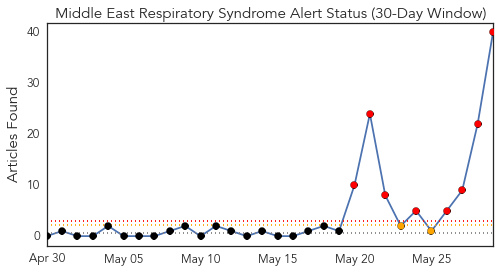 Middle East Respiratory Syndrome Alert Status (30-Day Window)
Articles Found
40
30
20
10
0
Apr 30 May 05 May 10 May 15 May 20 May 25